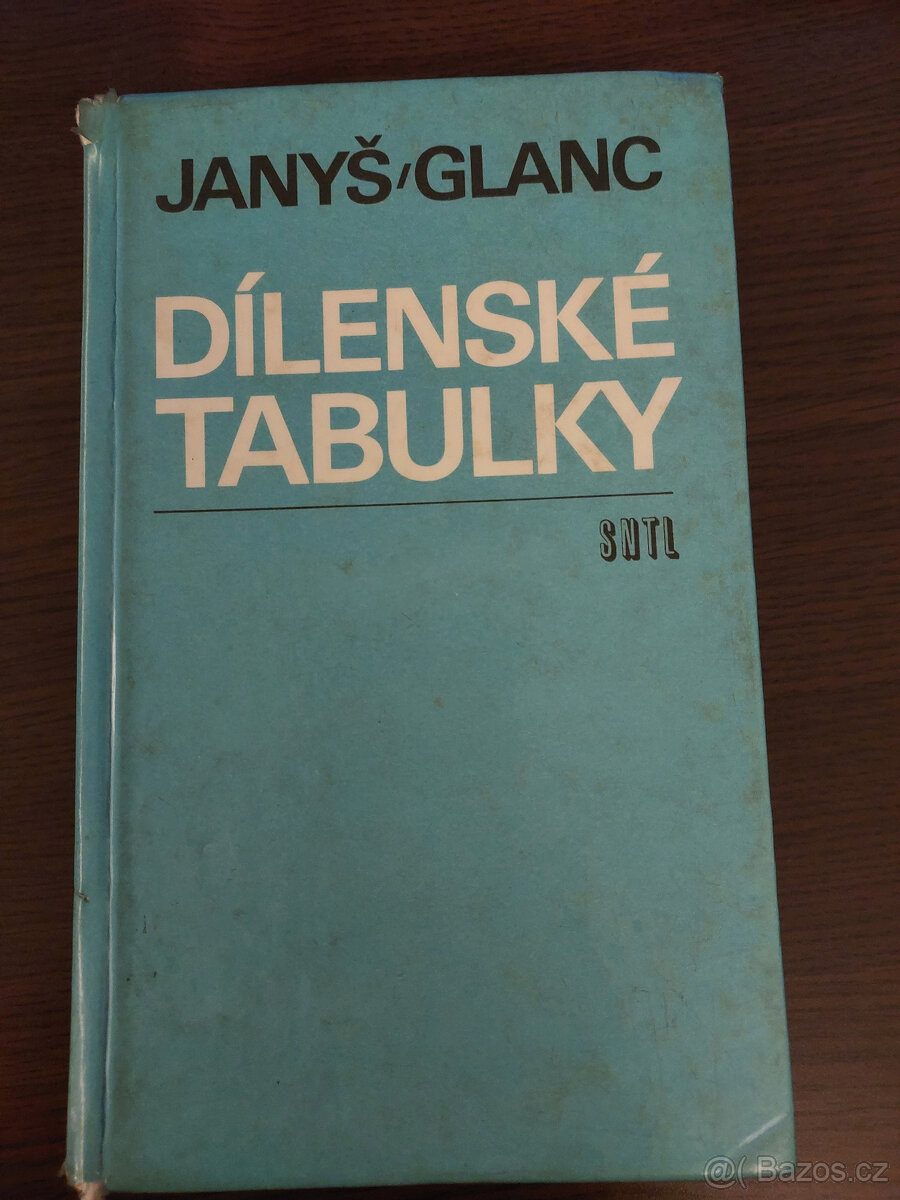 JANYŠ/GLANC
DÍLENSKÉ
TABULKY
SNTL
@( Bazos.cz